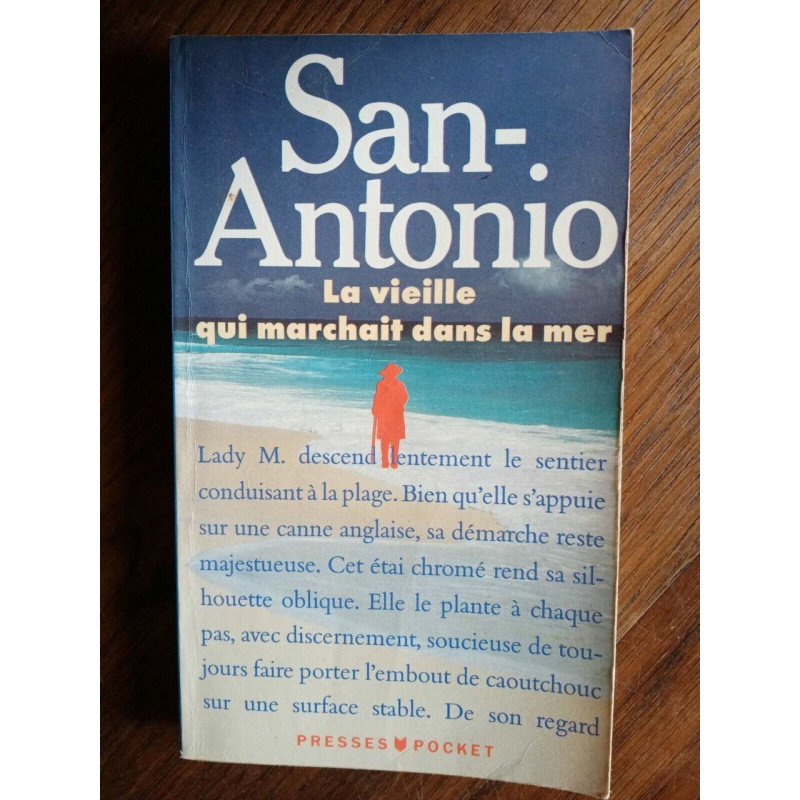 San-
Antonio
La vieille
qui marchait dans la mer
Lady M. descend lentement le sentier
conduisant à la plage. Bien qu'elle s'appuie
sur une canne anglaise, sa démarche reste
majestueuse. Cet étai chromé rend sa sil-
houette oblique. Elle le plante à chaque
pas, avec discernement, soucieuse de tou-
jours faire porter l'embout de caoutchouc
sur une surface stable. De son regard
PRESSES POCKET